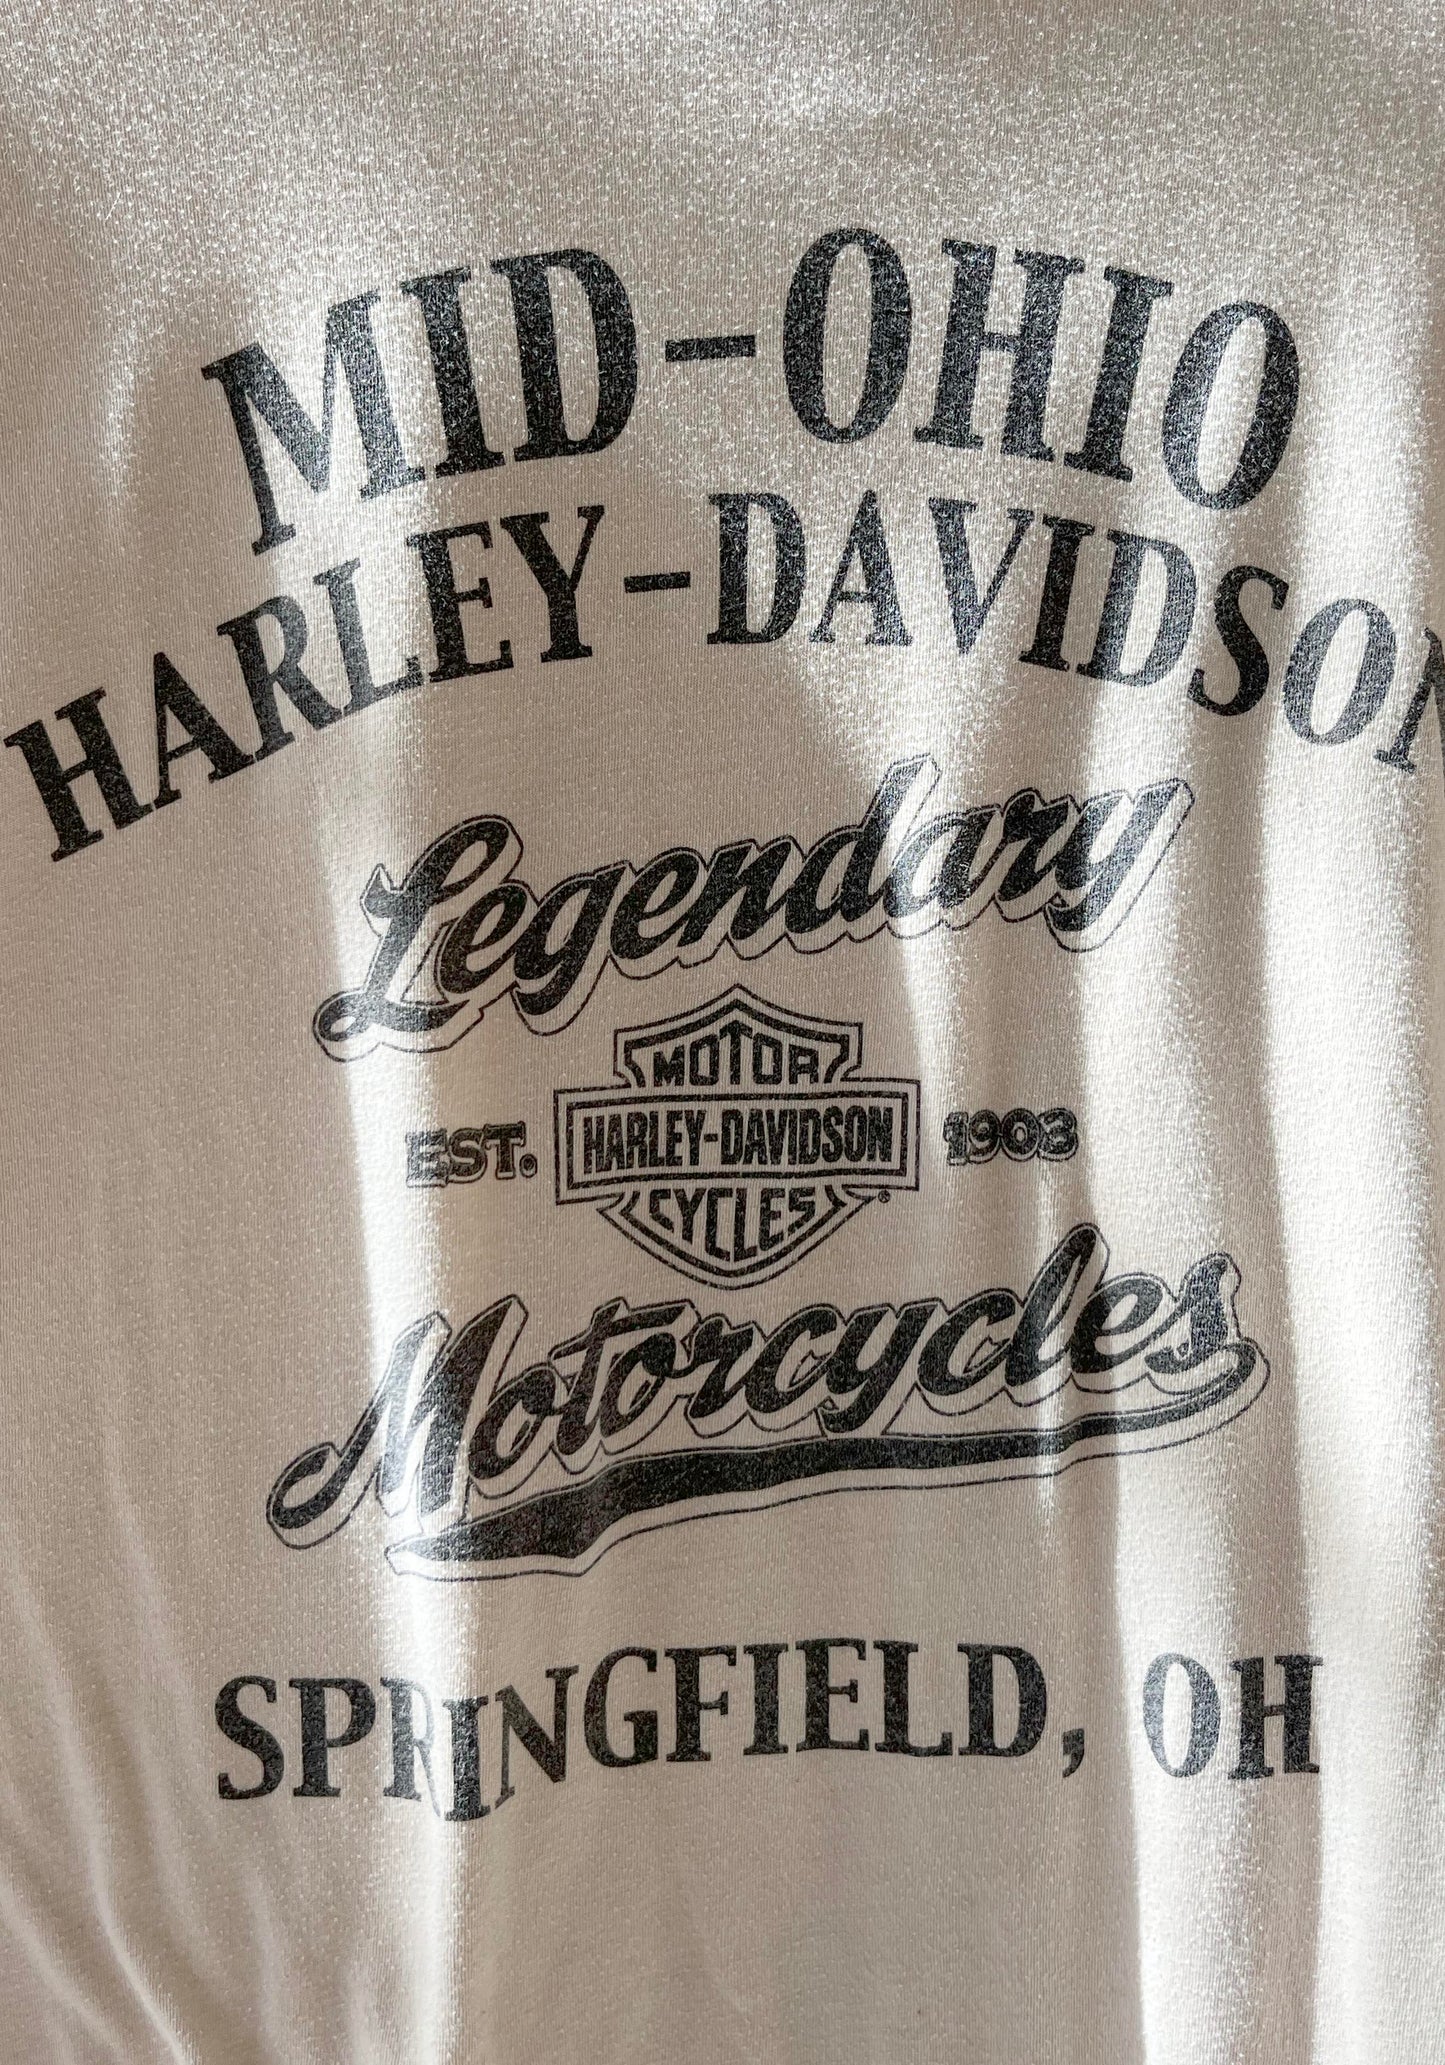 MID-OHIO
HARLEY-DAVIDSON
Legendary
MOTOR
EST. HARLEY-DAVIDSON 1903
CYCLES ®
Motorcycles
SPRINGFIELD, OH